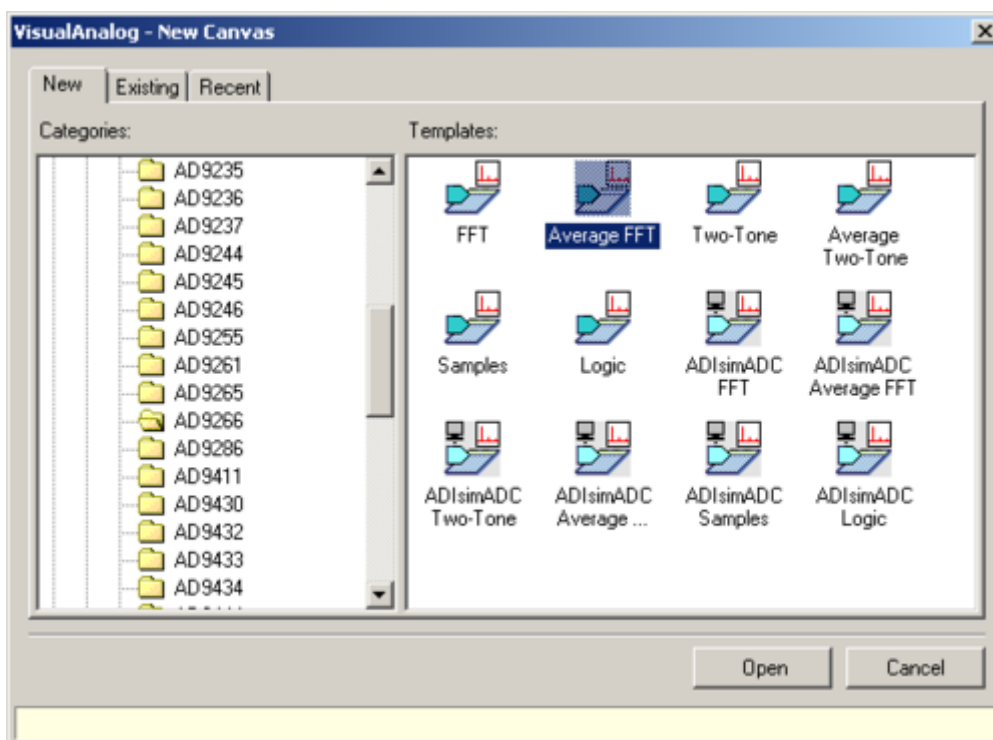 VisualAnalog - New Canvas
New Existing Recent
Categories:
Templates:
AD9235
AD9236
AD9237
AD9244
AD9245
AD9246
AD9255
AD9261
AD9265
AD9266
AD9286
AD9411
AD9430
AD9432
AD9433
AD9434
FFT
Average FFT
Two-Tone
Average
Two-Tone
Samples
Logic
ADIsimADC
FFT
ADIsimADC
Average FFT
ADIsimADC
Two-Tone
ADIsimADC
Average ...
ADIsimADC
Samples
ADIsimADC
Logic
Open
Cancel